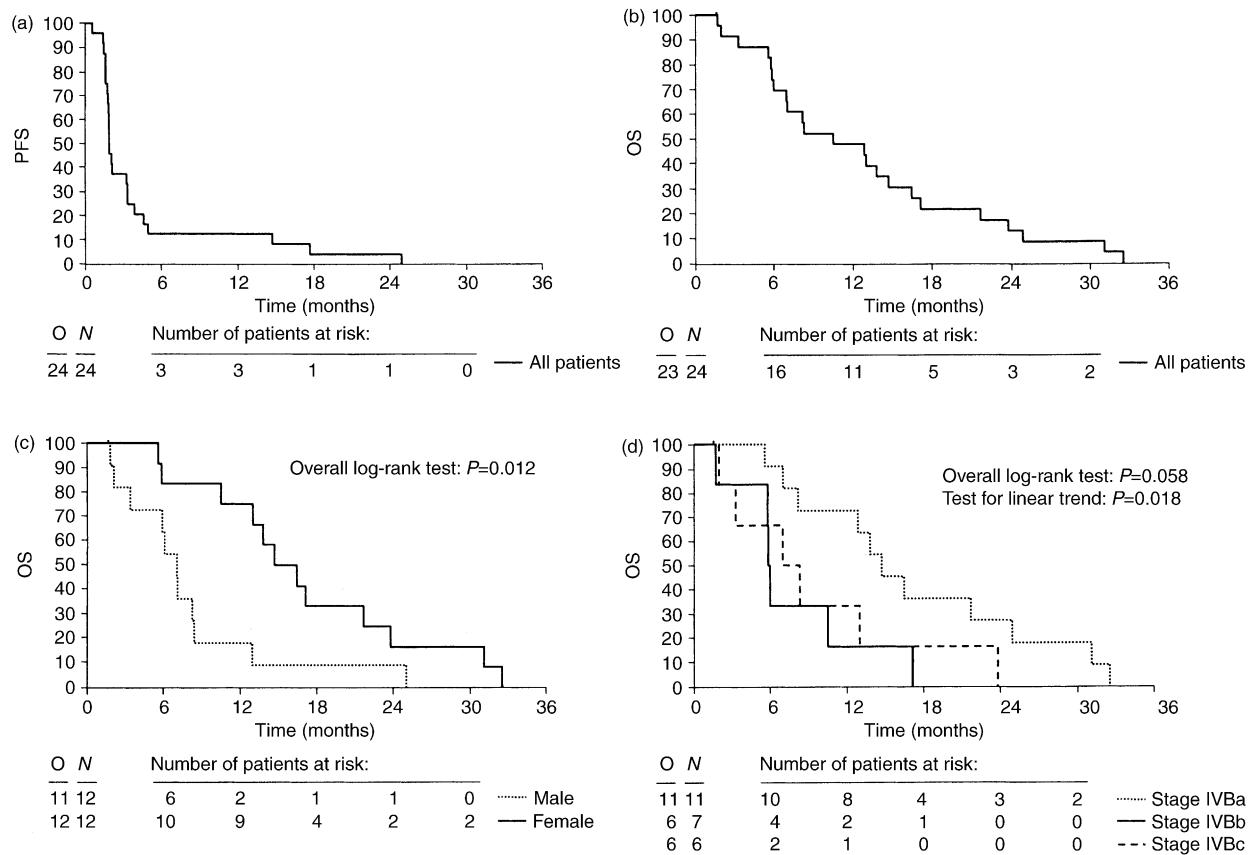 (a)
100
90
80
70
60
50
40
30
20
10
0
PFS
0 6 12 18 24 30 36
Time (months)
O N Number of patients at risk:
24 24 3 3 1 1 0 All patients
(b)
100
90
80
70
60
50
40
30
20
10
0
OS
0 6 12 18 24 30 36
Time (months)
O N Number of patients at risk:
23 24 16 11 5 3 2 All patients
(c)
100
90
80
70
60
50
40
30
20
10
0
OS
Overall log-rank test: P=0.012
0 6 12 18 24 30 36
Time (months)
O N Number of patients at risk:
11 12 6 2 1 1 0 Male
12 12 10 9 4 2 2 Female
(d)
100
90
80
70
60
50
40
30
20
10
0
OS
Overall log-rank test: P=0.058
Test for linear trend: P=0.018
0 6 12 18 24 30 36
Time (months)
O N Number of patients at risk:
11 11 10 8 4 3 2 Stage IVBa
6 7 4 2 1 0 0 Stage IVBb
6 6 2 1 0 0 0 Stage IVBc